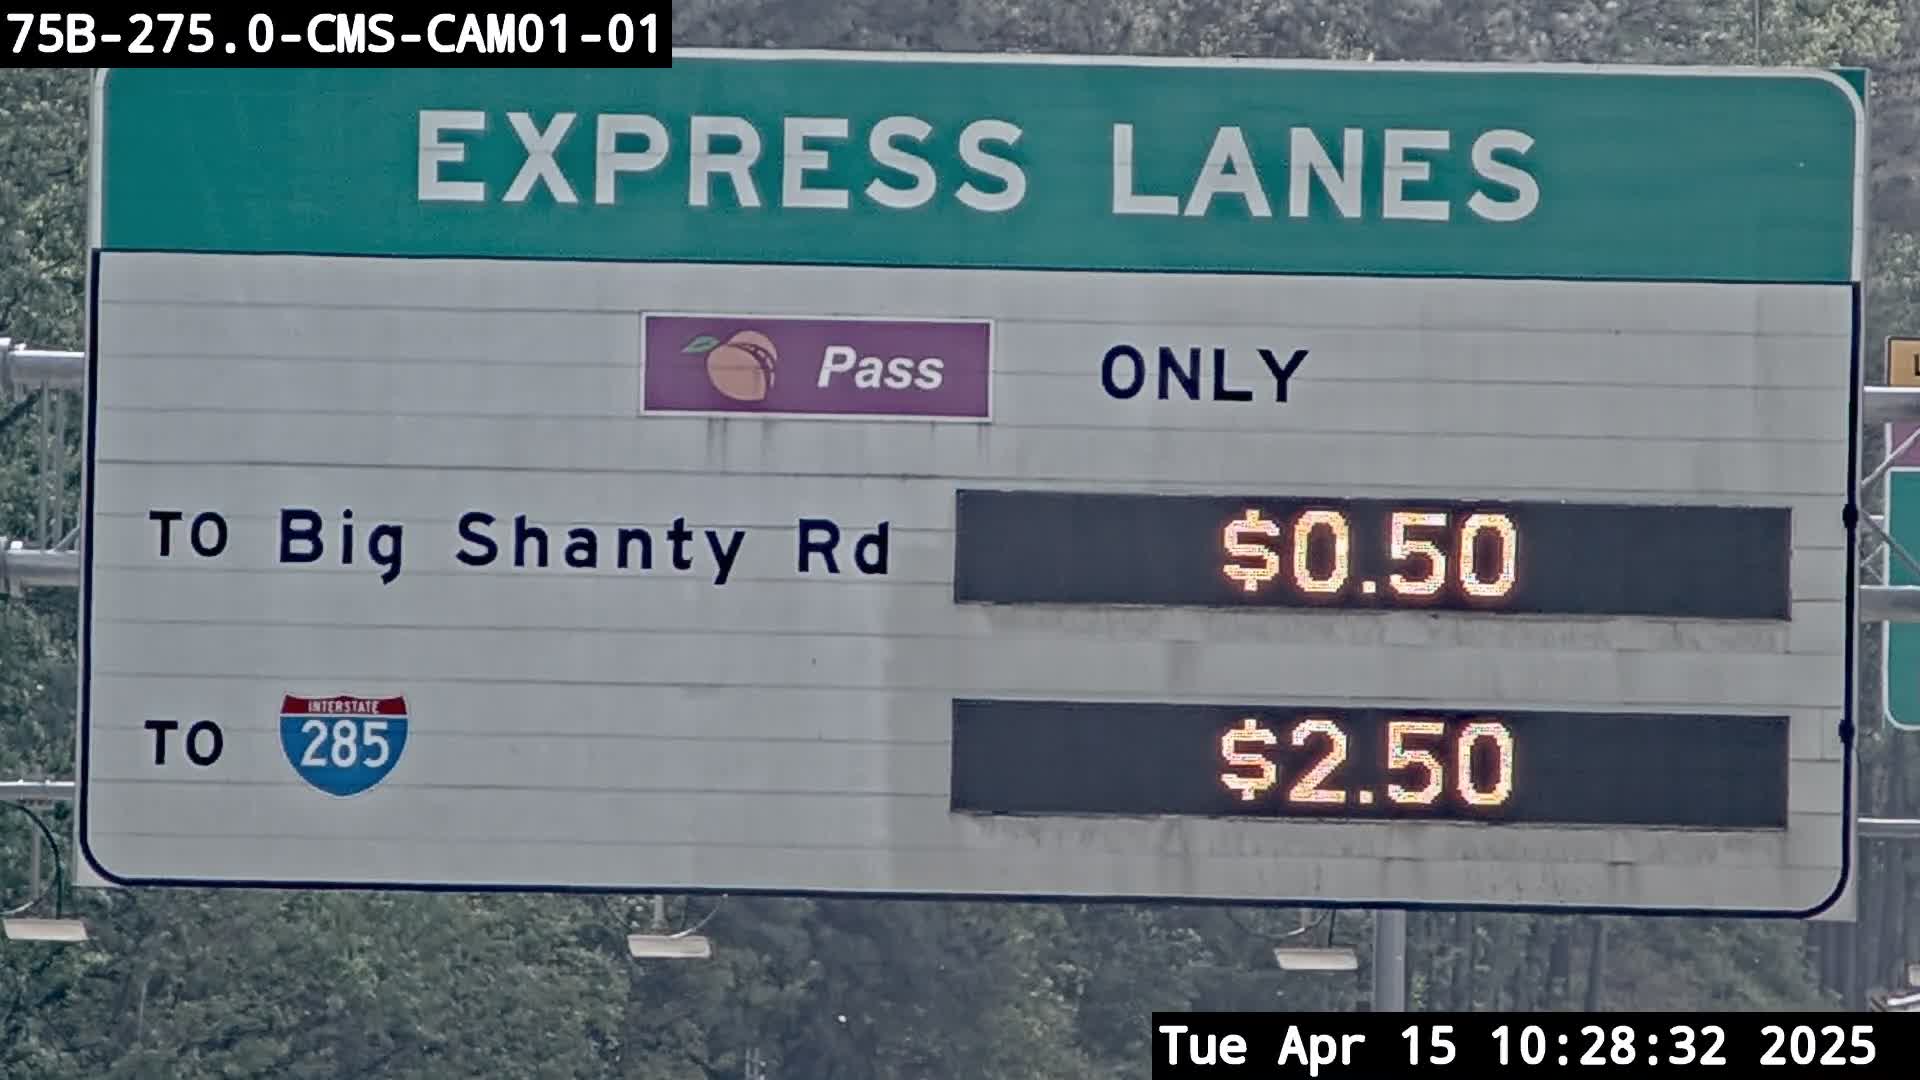 75B-275.0-CMS-CAM01-01
EXPRESS LANES
Pass ONLY
TO Big Shanty Rd $0.50
TO INTERSTATE 285 $2.50
Tue Apr 15 10:28:32 2025